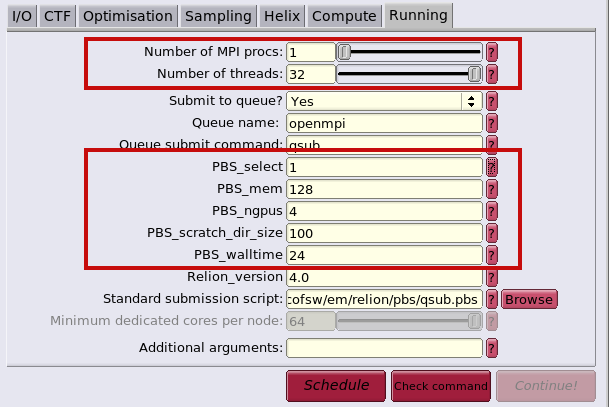 I/O CTF Optimisation Sampling Helix Compute Running
Number of MPI procs: 1 ?
Number of threads: 32 ?
Submit to queue? Yes ?
Queue name: openmpi ?
Queue submit command: qsub ?
PBS_select 1 ?
PBS_mem 128 ?
PBS_ngpus 4 ?
PBS_scratch_dir_size 100 ?
PBS_walltime 24 ?
Relion_version 4.0 ?
Standard submission script: cofsw/em/relion/pbs/qsub.pbs ? Browse
Minimum dedicated cores per node: 64 ?
Additional arguments: ?
Schedule Check command Continue!